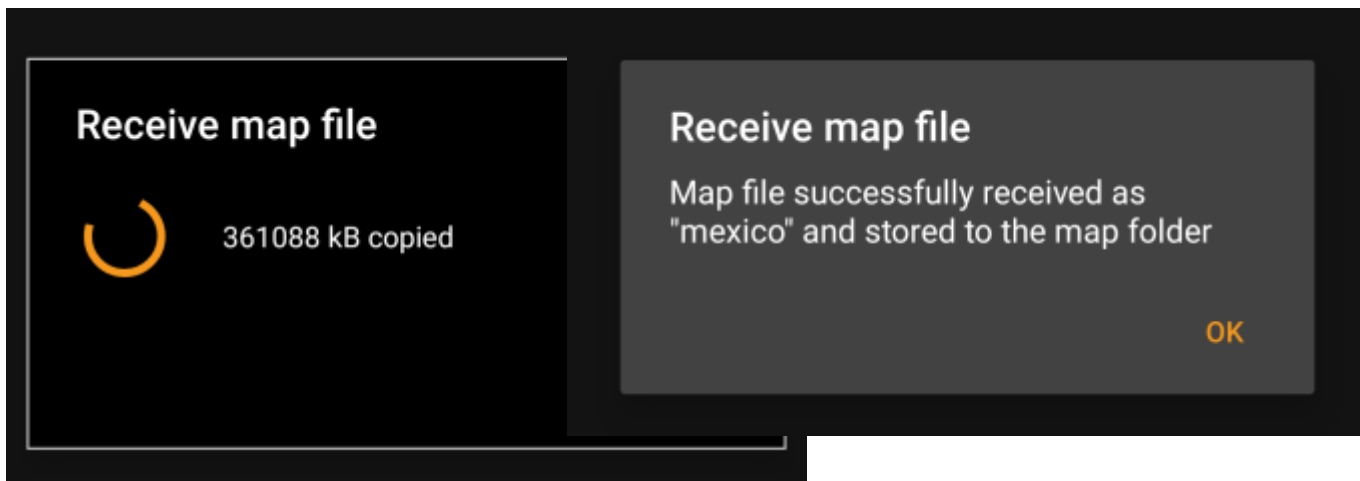 Receive map file
361088 kB copied
Receive map file
Map file successfully received as
"mexico" and stored to the map folder
OK